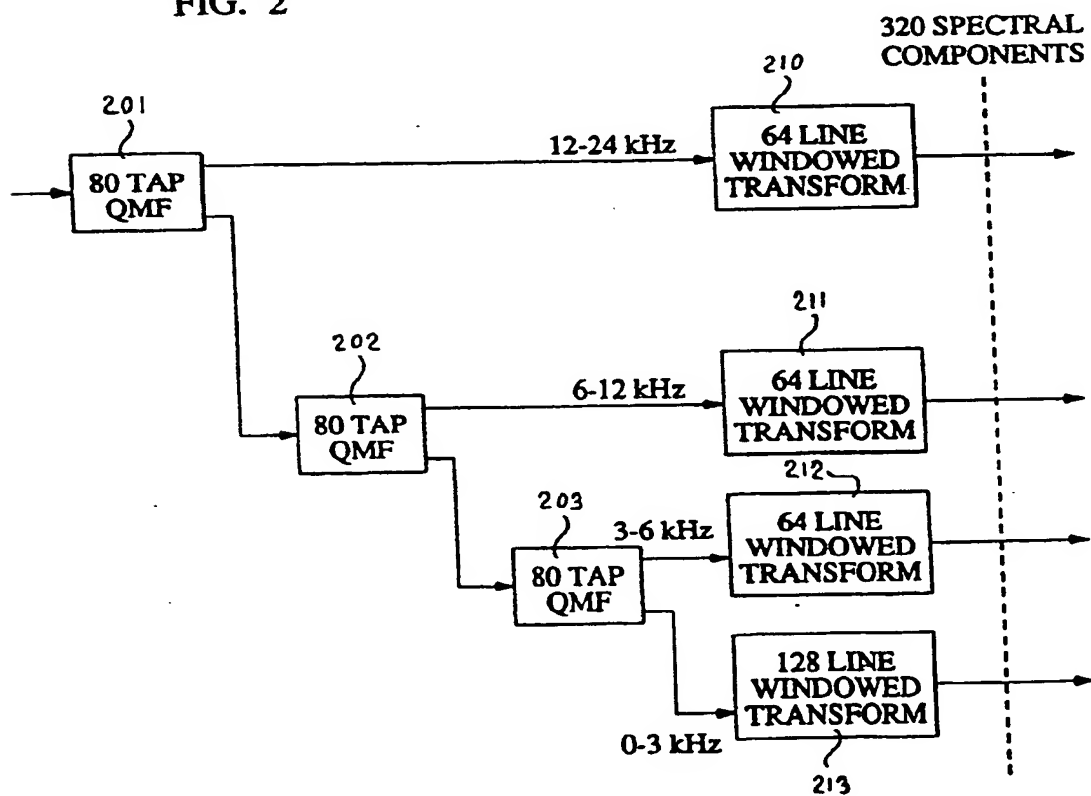 FIG. 2
320 SPECTRAL
COMPONENTS
201
80 TAP
QMF
12-24 kHz
210
64 LINE
WINDOWED
TRANSFORM
202
80 TAP
QMF
6-12 kHz
211
64 LINE
WINDOWED
TRANSFORM
203
80 TAP
QMF
3-6 kHz
212
64 LINE
WINDOWED
TRANSFORM
0-3 kHz
128 LINE
WINDOWED
TRANSFORM
213